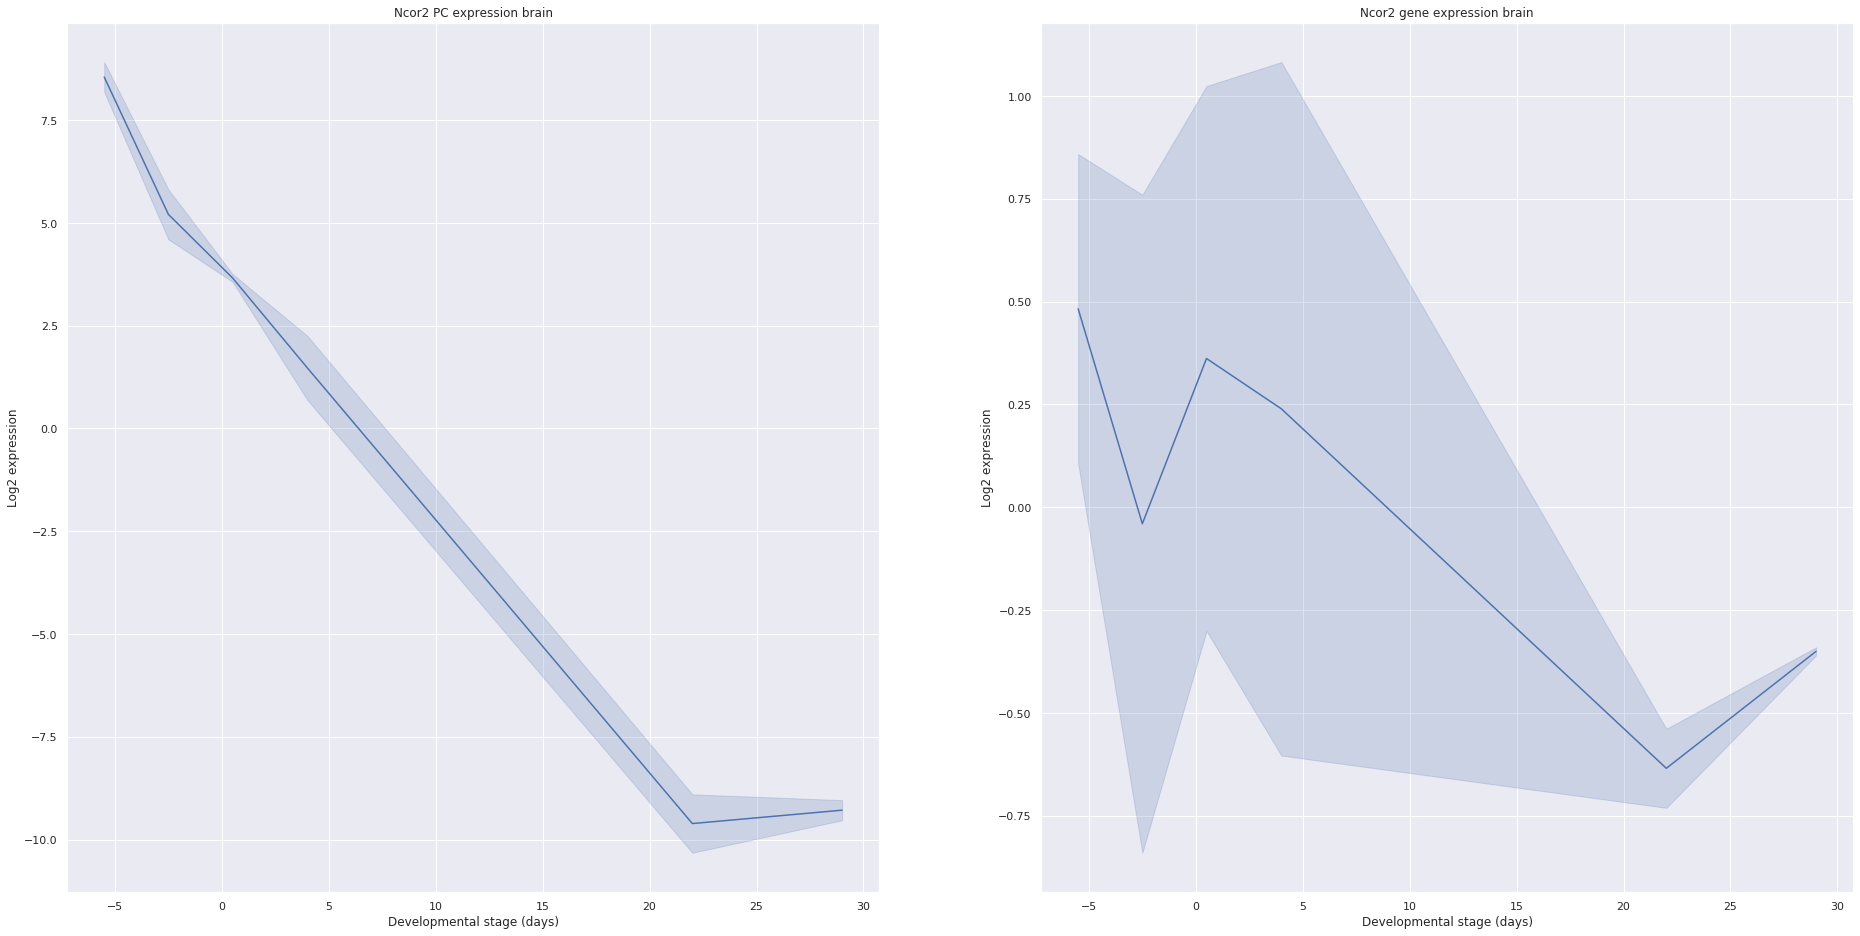 Ncor2 PC expression brain
Log2 expression
7.5
5.0
2.5
0.0
−2.5
−5.0
−7.5
−10.0
−5 0 5 10 15 20 25 30
Developmental stage (days)
Ncor2 gene expression brain
Log2 expression
1.00
0.75
0.50
0.25
0.00
−0.25
−0.50
−0.75
−5 0 5 10 15 20 25 30
Developmental stage (days)